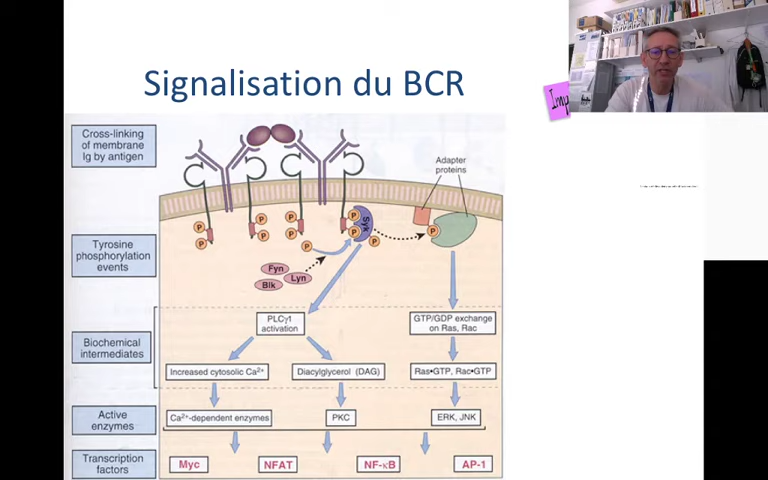 Signalisation du BCR
Cross-linking
of membrane
Ig by antigen
Adapter
proteins
P
P
P
P
P
P
P
P
P
P
P
Syk
Tyrosine
phosphorylation
events
Fyn
Lyn
Blk
Biochemical
intermediates
PLCγ1
activation
GTP/GDP exchange
on Ras, Rac
Increased cytosolic Ca²⁺
Diacylglycerol (DAG)
Ras•GTP, Rac•GTP
Active
enzymes
Ca²⁺-dependent enzymes
PKC
ERK, JNK
Transcription
factors
Myc
NFAT
NF-κB
AP-1